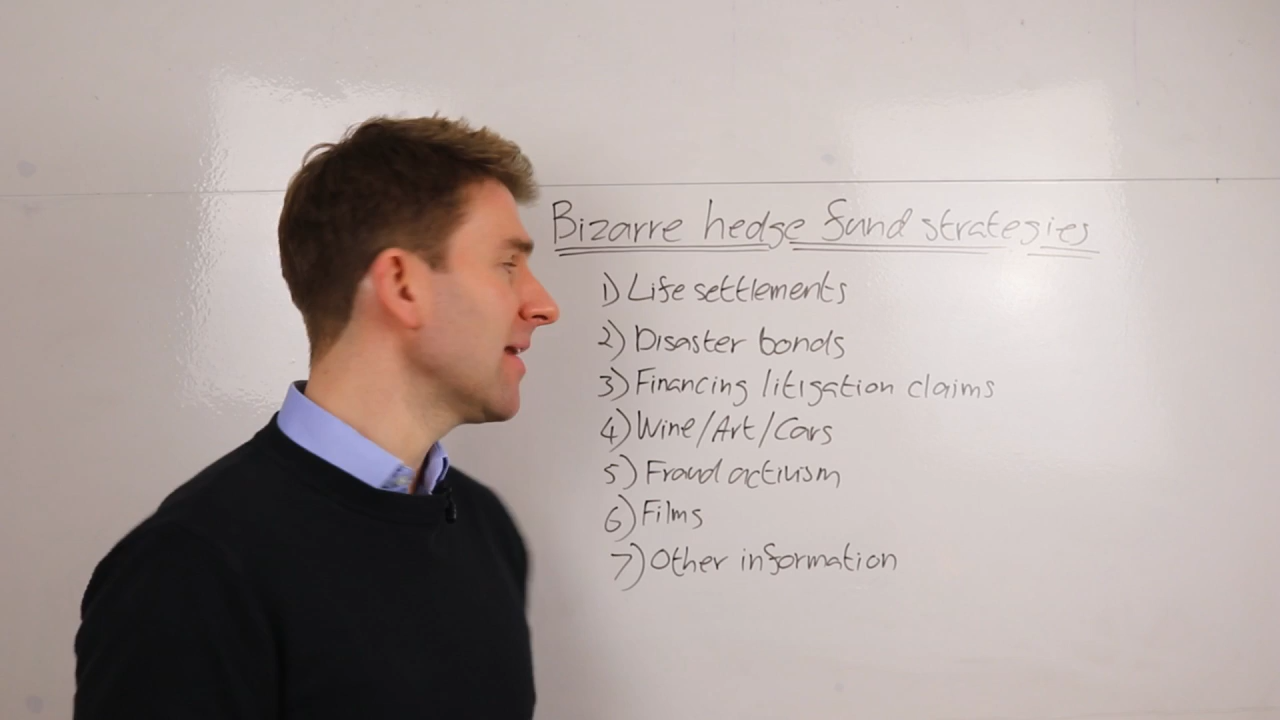 Bizarre hedge fund strategies
1) Life settlements
2) Disaster bonds
3) Financing litigation claims
4) Wine/Art/Cars
5) Fraud activism
6) Films
7) Other information